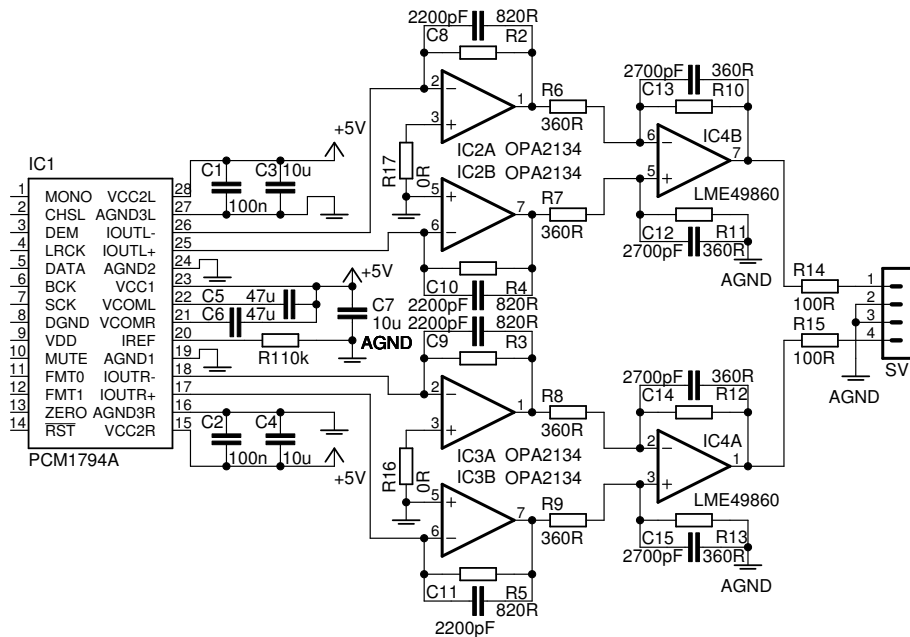 2200pF 820R
C8 R2
2
1
3
R6
360R
2700pF 360R
C13 R10
6
7
5
IC4B
LME49860
IC1
+5V
C1 C3 10u
100n
R17 0R
IC2A OPA2134
IC2B OPA2134
5
7
6
R7
360R
C12 R11
2700pF 360R
AGND
1 MONO VCC2L 28
2 CHSL AGND3L 27
3 DEM IOUTL- 26
4 LRCK IOUTL+ 25
5 DATA AGND2 24
6 BCK VCC1 23
7 SCK VCOML 22
8 DGND VCOMR 21
9 VDD IREF 20
10 MUTE AGND1 19
11 FMT0 IOUTR- 18
12 FMT1 IOUTR+ 17
13 ZERO AGND3R 16
14 RST VCC2R 15
PCM1794A
+5V
C5 47u
C6 47u
C7
10u
AGND
R110k
C10 R4
2200pF 820R
2200pF 820R
C9 R3
R14
100R
R15
100R
1
2
3
4
SV
AGND
2
1
3
R8
360R
2700pF 360R
C14 R12
2
1
3
IC4A
LME49860
C2 C4
100n 10u
+5V
R16 0R
IC3A OPA2134
IC3B OPA2134
5
7
6
R9
360R
C15 R13
2700pF 360R
AGND
C11 R5
820R
2200pF